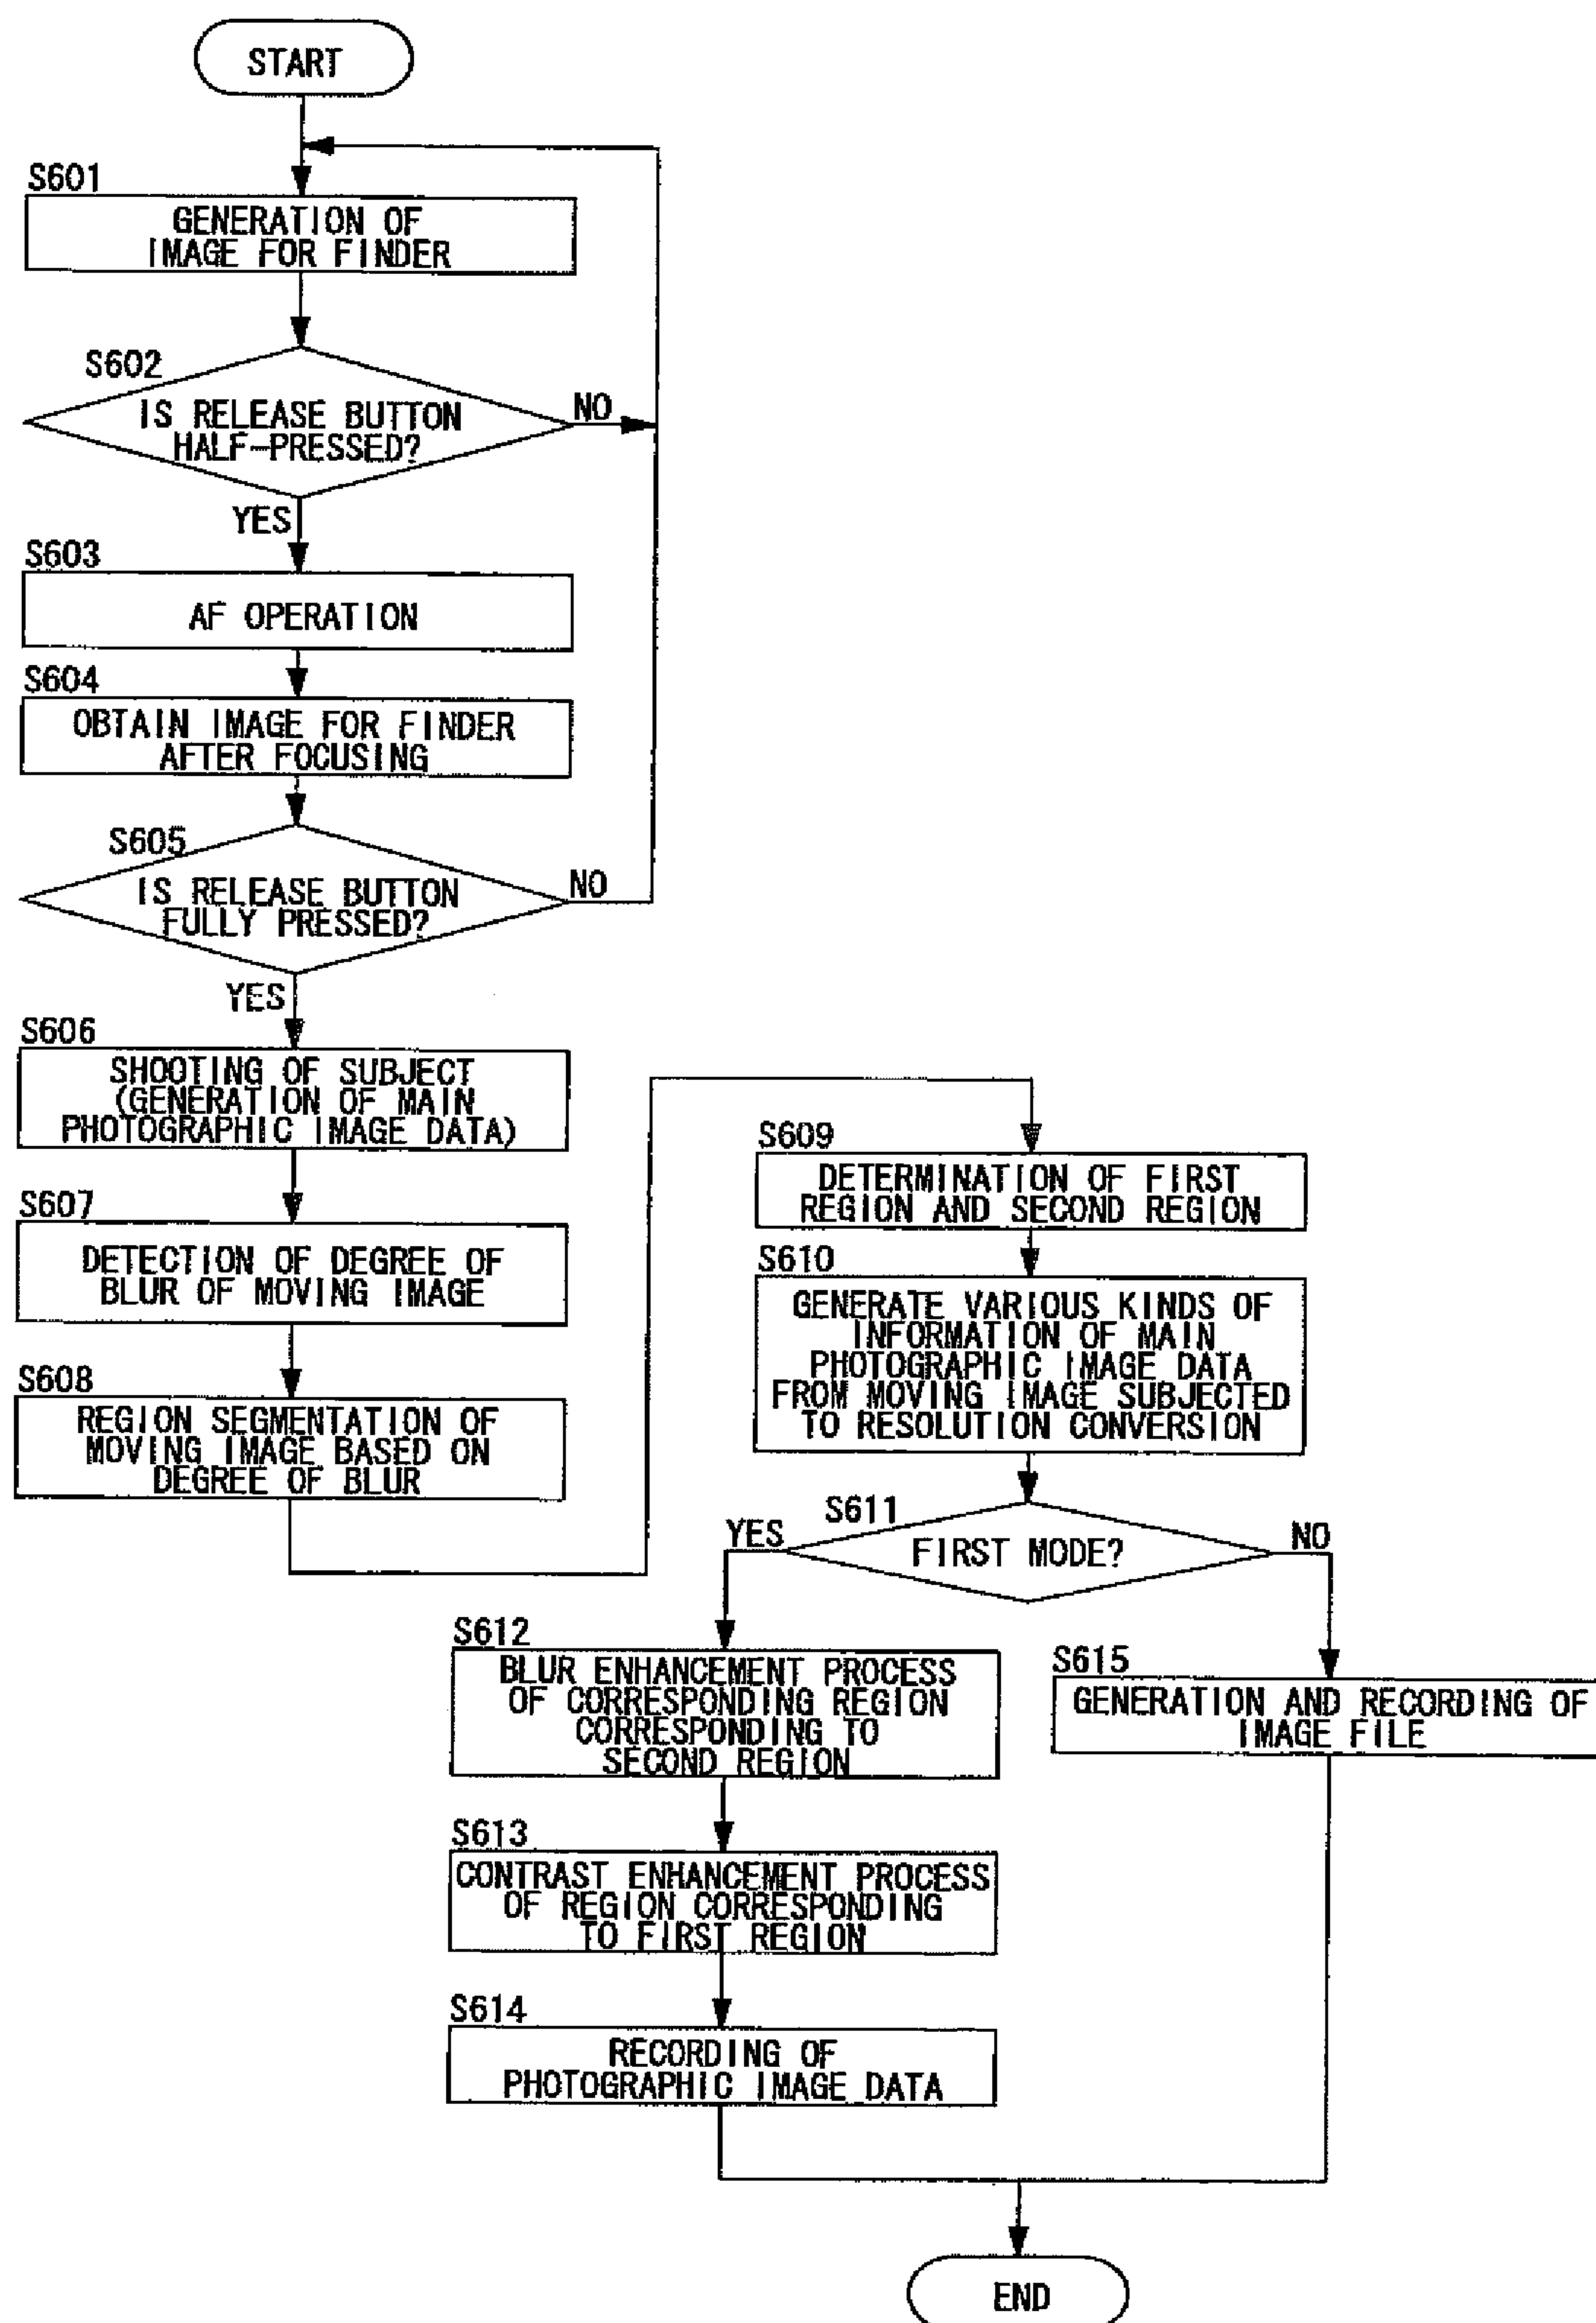 START
S601
GENERATION OF
IMAGE FOR FINDER
S602
IS RELEASE BUTTON
HALF-PRESSED?
NO
YES
S603
AF OPERATION
S604
OBTAIN IMAGE FOR FINDER
AFTER FOCUSING
S605
IS RELEASE BUTTON
FULLY PRESSED?
NO
YES
S606
SHOOTING OF SUBJECT
(GENERATION OF MAIN
PHOTOGRAPHIC IMAGE DATA)
S607
DETECTION OF DEGREE OF
BLUR OF MOVING IMAGE
S608
REGION SEGMENTATION OF
MOVING IMAGE BASED ON
DEGREE OF BLUR
S609
DETERMINATION OF FIRST
REGION AND SECOND REGION
S610
GENERATE VARIOUS KINDS OF
INFORMATION OF MAIN
PHOTOGRAPHIC IMAGE DATA
FROM MOVING IMAGE SUBJECTED
TO RESOLUTION CONVERSION
S611
FIRST MODE?
YES
NO
S612
BLUR ENHANCEMENT PROCESS
OF CORRESPONDING REGION
CORRESPONDING TO
SECOND REGION
S613
CONTRAST ENHANCEMENT PROCESS
OF REGION CORRESPONDING
TO FIRST REGION
S614
RECORDING OF
PHOTOGRAPHIC IMAGE DATA
S615
GENERATION AND RECORDING OF
IMAGE FILE
END